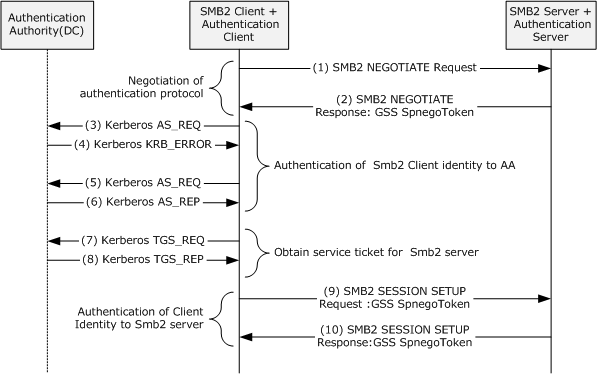 Authentication
Authority(DC)
SMB2 Client +
Authentication
Client
SMB2 Server +
Authentication
Server
(1) SMB2 NEGOTIATE Request
Negotiation of
authentication protocol
(2) SMB2 NEGOTIATE
Response: GSS SpnegoToken
(3) Kerberos AS_REQ
(4) Kerberos KRB_ERROR
Authentication of Smb2 Client identity to AA
(5) Kerberos AS_REQ
(6) Kerberos AS_REP
(7) Kerberos TGS_REQ
Obtain service ticket for Smb2 server
(8) Kerberos TGS_REP
(9) SMB2 SESSION SETUP
Request :GSS SpnegoToken
Authentication of Client
Identity to Smb2 server
(10) SMB2 SESSION SETUP
Response:GSS SpnegoToken